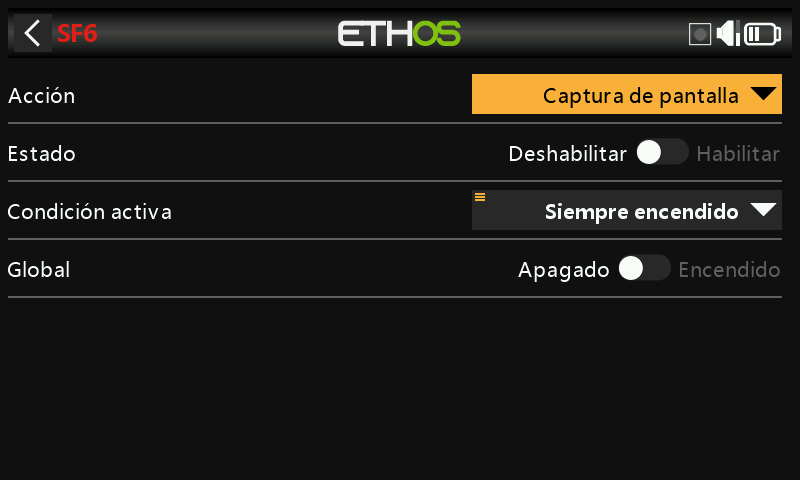 SF6 ETHOS
Acción Captura de pantalla
Estado Deshabilitar Habilitar
Condición activa Siempre encendido
Global Apagado Encendido